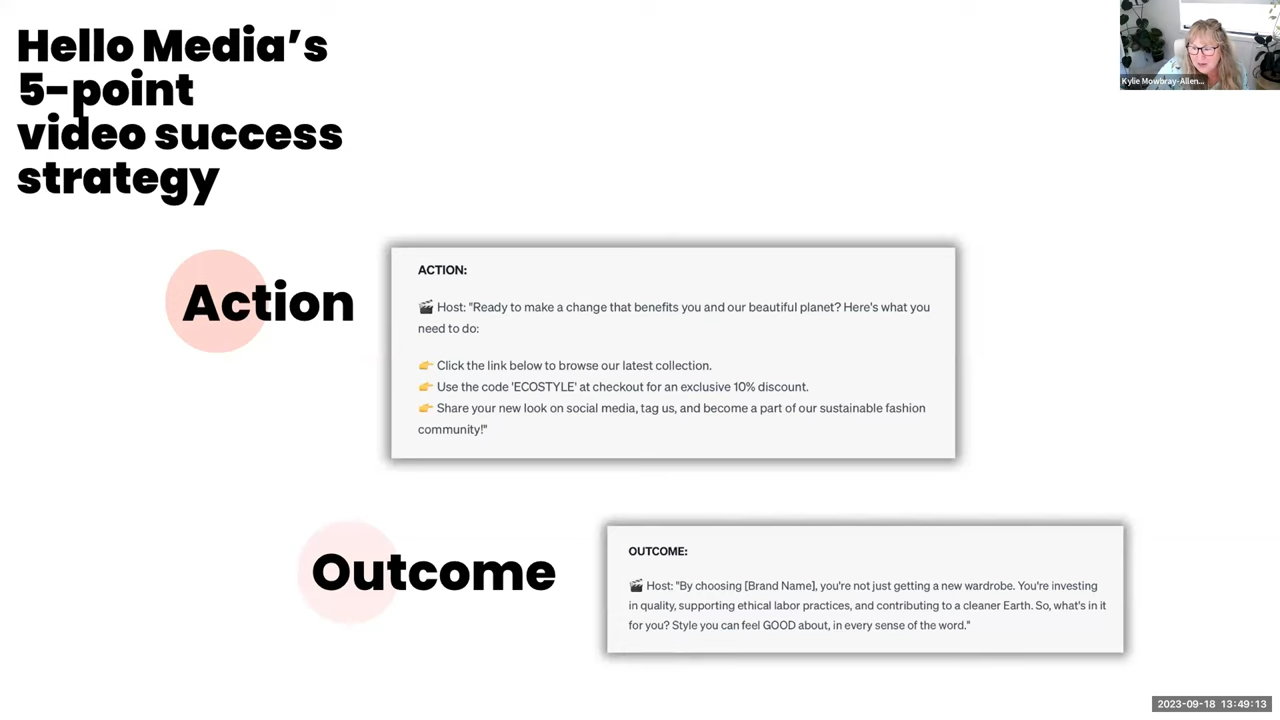 Hello Media's
5-point
video success
strategy
Kylie Mowbray-Allen...
Action
ACTION:
🎬 Host: "Ready to make a change that benefits you and our beautiful planet? Here's what you
need to do:
👉 Click the link below to browse our latest collection.
👉 Use the code 'ECOSTYLE' at checkout for an exclusive 10% discount.
👉 Share your new look on social media, tag us, and become a part of our sustainable fashion
community!"
Outcome
OUTCOME:
🎬 Host: "By choosing [Brand Name], you're not just getting a new wardrobe. You're investing
in quality, supporting ethical labor practices, and contributing to a cleaner Earth. So, what's in it
for you? Style you can feel GOOD about, in every sense of the word."
2023-09-18 13:49:13